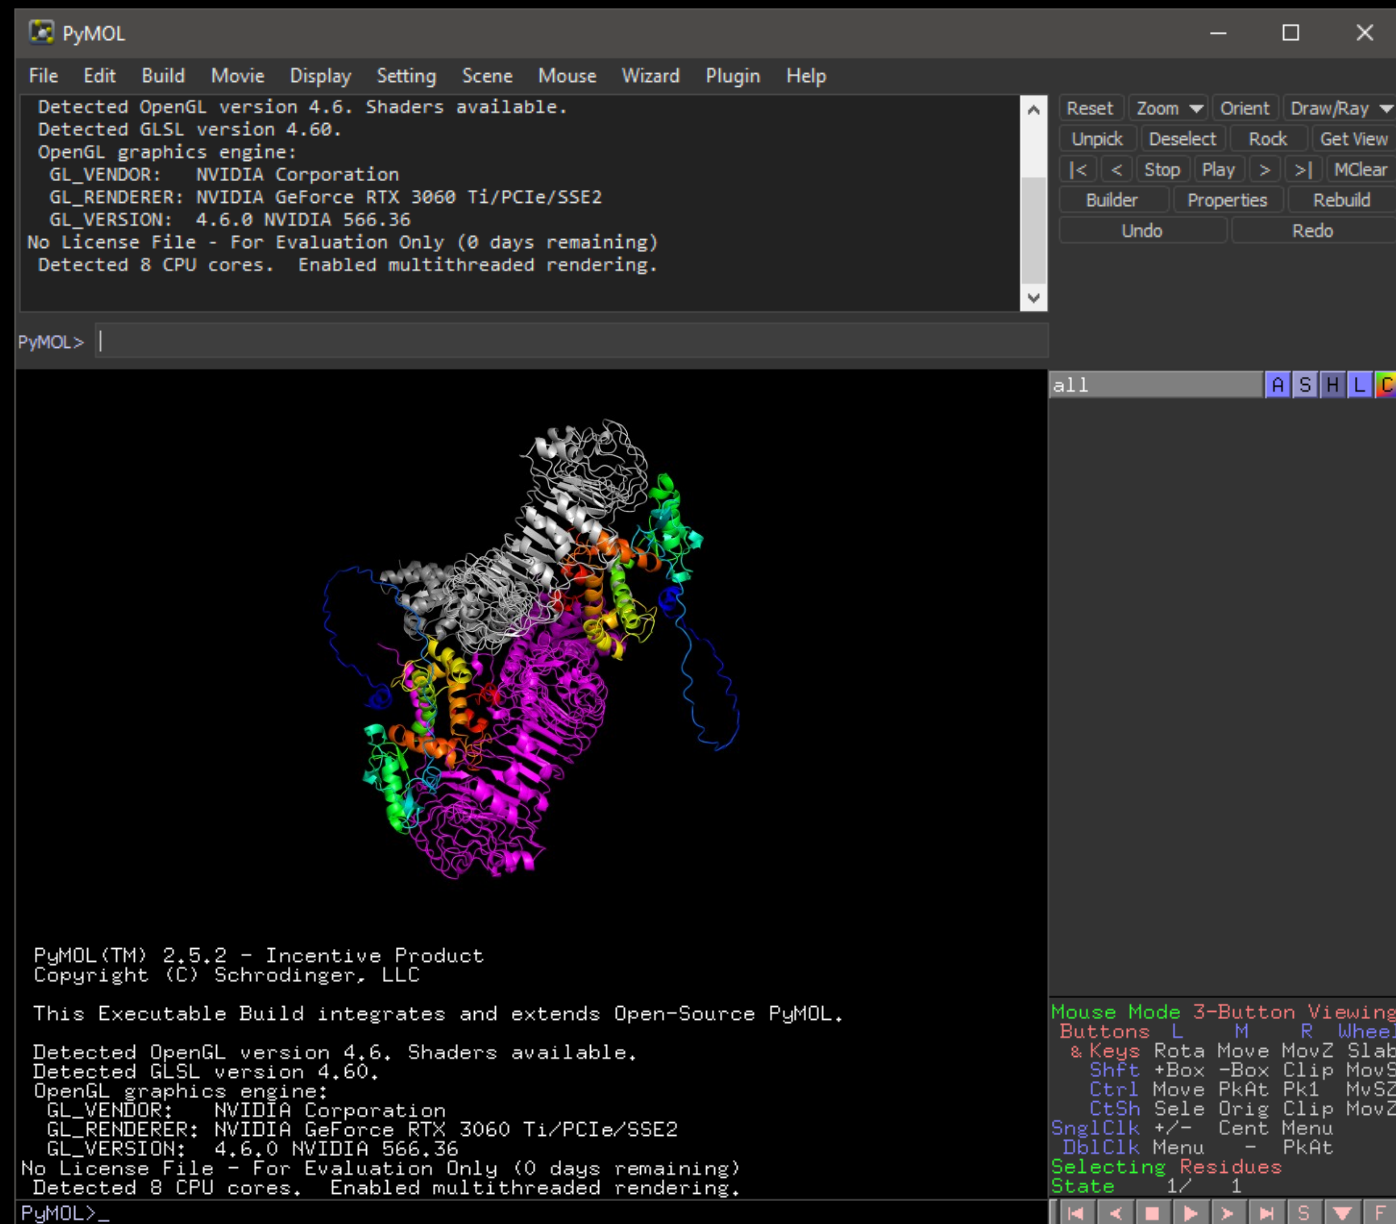 PyMOL
File Edit Build Movie Display Setting Scene Mouse Wizard Plugin Help
Detected OpenGL version 4.6. Shaders available.
Detected GLSL version 4.60.
OpenGL graphics engine:
GL_VENDOR: NVIDIA Corporation
GL_RENDERER: NVIDIA GeForce RTX 3060 Ti/PCIe/SSE2
GL_VERSION: 4.6.0 NVIDIA 566.36
No License File - For Evaluation Only (0 days remaining)
Detected 8 CPU cores. Enabled multithreaded rendering.
PyMOL>
Reset Zoom Orient Draw/Ray
Unpick Deselect Rock Get View
|< < Stop Play > >| MClear
Builder Properties Rebuild
Undo Redo
all A S H L C
PyMOL(TM) 2.5.2 - Incentive Product
Copyright (C) Schrodinger, LLC
This Executable Build integrates and extends Open-Source PyMOL.
Detected OpenGL version 4.6. Shaders available.
Detected GLSL version 4.60.
OpenGL graphics engine:
GL_VENDOR: NVIDIA Corporation
GL_RENDERER: NVIDIA GeForce RTX 3060 Ti/PCIe/SSE2
GL_VERSION: 4.6.0 NVIDIA 566.36
No License File - For Evaluation Only (0 days remaining)
Detected 8 CPU cores. Enabled multithreaded rendering.
PyMOL>_
Mouse Mode 3-Button Viewing
Buttons L M R Wheel
& Keys Rota Move MovZ Slab
Shft +Box -Box Clip MovS
Ctrl Move PkAt Pk1 MvSZ
CtSh Sele Orig Clip MovZ
SnglClk +/- Cent Menu
DblClk Menu - PkAt
Selecting Residues
State 1/ 1
S F